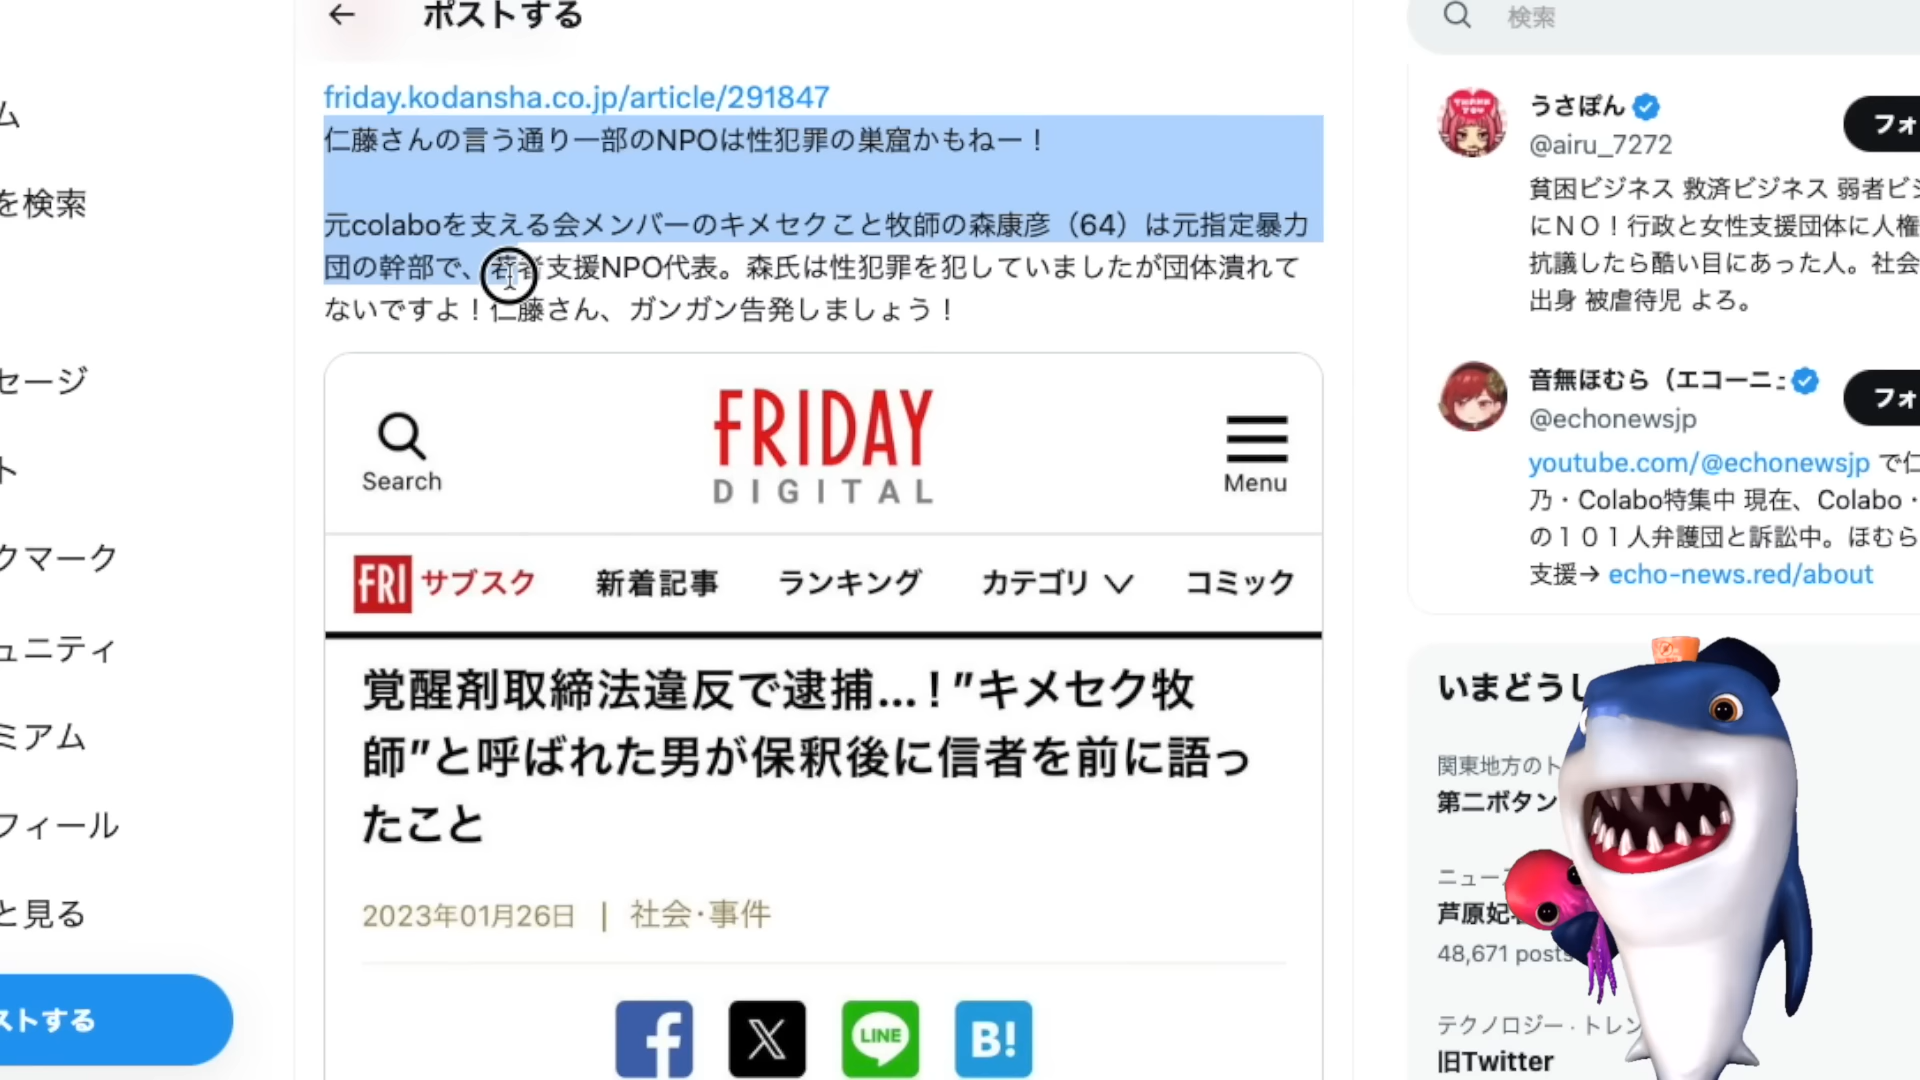 ポストする
検索
friday.kodansha.co.jp/article/291847
仁藤さんの言う通り一部のNPOは性犯罪の巣窟かもねー！
元colaboを支える会メンバーのキメセクこと牧師の森康彦（64）は元指定暴力
団の幹部で、若者支援NPO代表。森氏は性犯罪を犯していましたが団体潰れて
ないですよ！仁藤さん、ガンガン告発しましょう！
Search
FRIDAY
DIGITAL
Menu
FRI サブスク
新着記事
ランキング
カテゴリ
コミック
覚醒剤取締法違反で逮捕…！”キメセク牧
師”と呼ばれた男が保釈後に信者を前に語っ
たこと
2023年01月26日 | 社会・事件
LINE
B!
ム
を検索
セージ
ト
クマーク
ュニティ
ミアム
フィール
と見る
ストする
うさぽん
@airu_7272
フォ
貧困ビジネス 救済ビジネス 弱者ビジ
にＮＯ！行政と女性支援団体に人権
抗議したら酷い目にあった人。社会
出身 被虐待児 よろ。
音無ほむら（エコーニュ
@echonewsjp
フォ
youtube.com/@echonewsjp で仁
乃・Colabo特集中 現在、Colabo・
の１０１人弁護団と訴訟中。ほむら
支援→ echo-news.red/about
いまどうし
関東地方のト
第二ボタン
ニュース
芦原妃名
48,671 posts
テクノロジー・トレン
旧Twitter